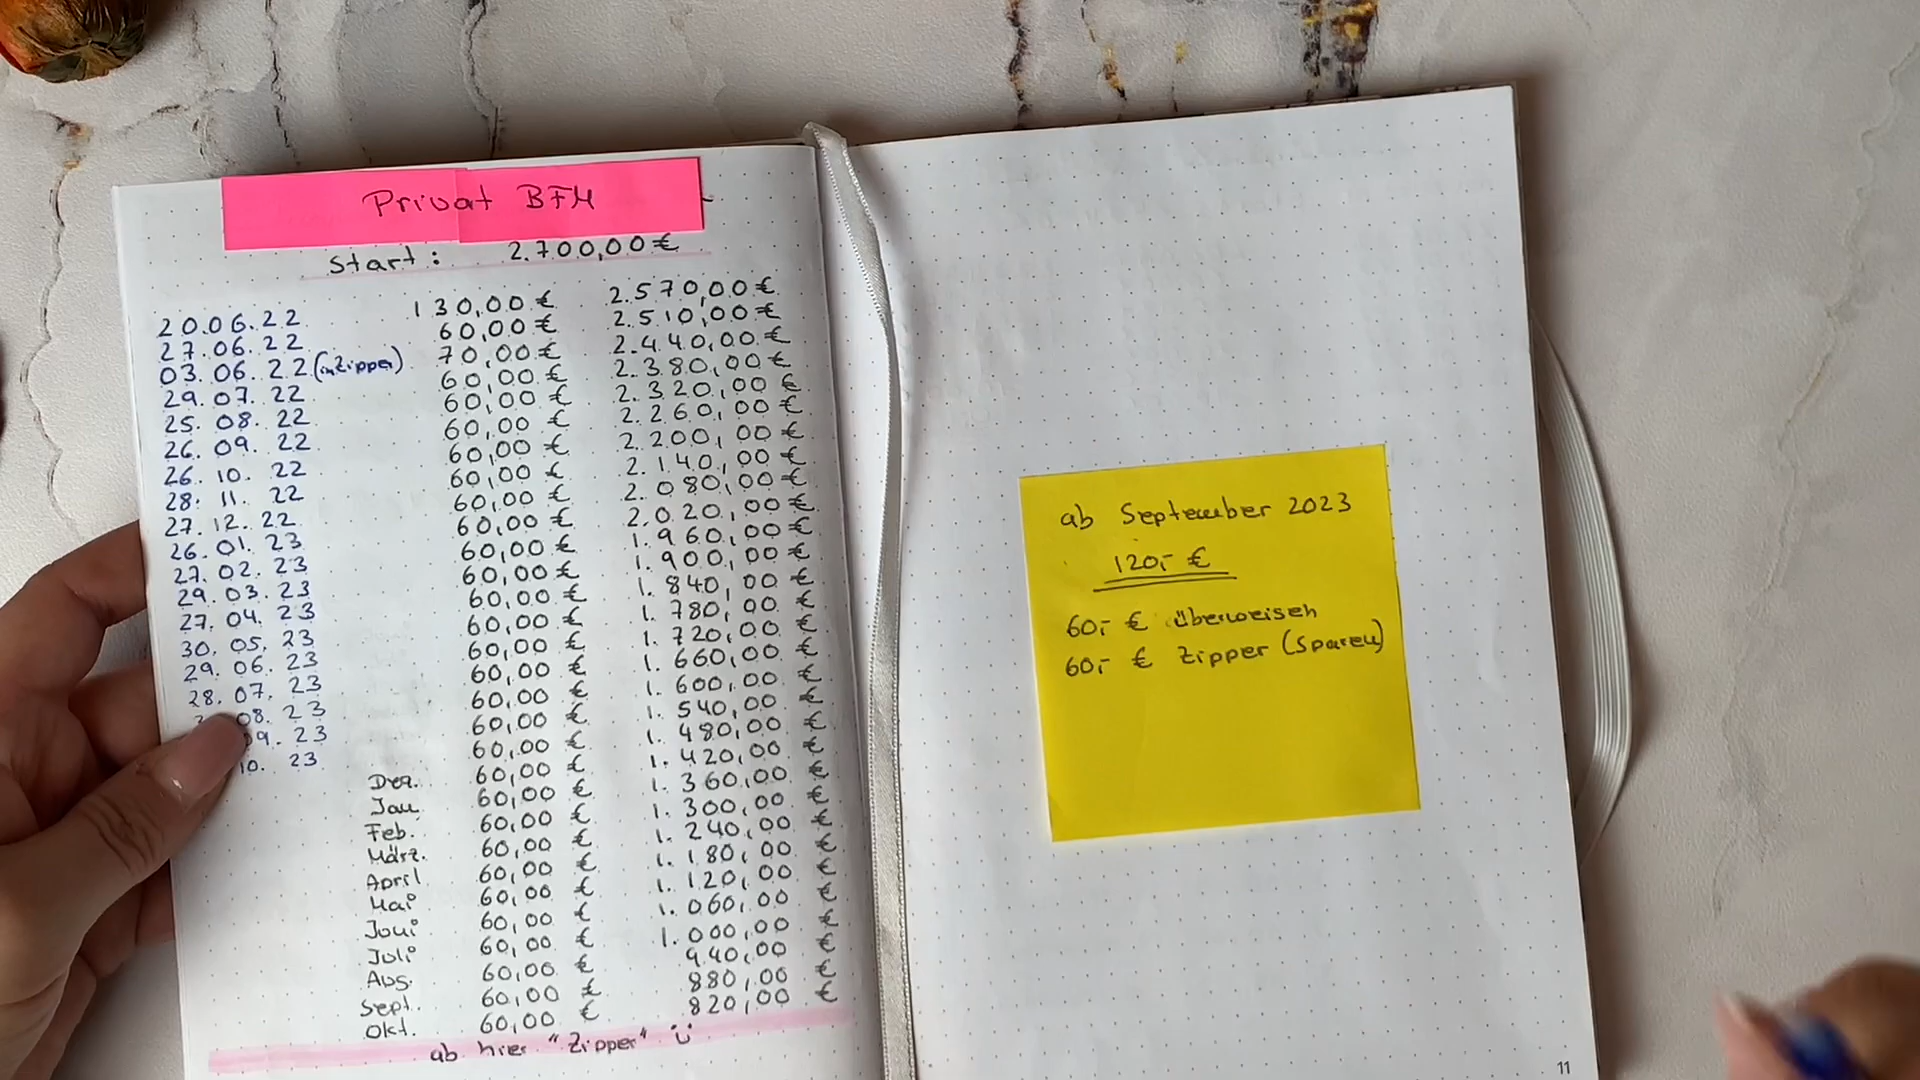 Privat BFM
Start: 2.700,00 €
20.06.22 130,00 € 2.570,00 €
27.06.22 60,00 € 2.510,00 €
03.06.22 (in Zipper) 70,00 € 2.440,00 €
29.07.22 60,00 € 2.380,00 €
25.08.22 60,00 € 2.320,00 €
26.09.22 60,00 € 2.260,00 €
26.10.22 60,00 € 2.200,00 €
28.11.22 60,00 € 2.140,00 €
27.12.22 60,00 € 2.080,00 €
26.01.23 60,00 € 2.020,00 €
27.02.23 60,00 € 1.960,00 €
29.03.23 60,00 € 1.900,00 €
27.04.23 60,00 € 1.840,00 €
30.05.23 60,00 € 1.780,00 €
29.06.23 60,00 € 1.720,00 €
28.07.23 60,00 € 1.660,00 €
08.23 60,00 € 1.600,00 €
09.23 60,00 € 1.540,00 €
10.23 60,00 € 1.480,00 €
Dez. 60,00 € 1.420,00 €
Jan 60,00 € 1.360,00 €
Feb. 60,00 € 1.300,00 €
März. 60,00 € 1.240,00 €
April 60,00 € 1.180,00 €
Mai 60,00 € 1.120,00 €
Juni 60,00 € 1.060,00 €
Juli 60,00 € 1.000,00 €
Aug. 60,00 € 940,00 €
Sept. 60,00 € 880,00 €
Okt. 60,00 € 820,00 €
ab hier "Zipper" ü
ab September 2023
120,- €
60,- € überweisen
60,- € Zipper (Sparen)
11